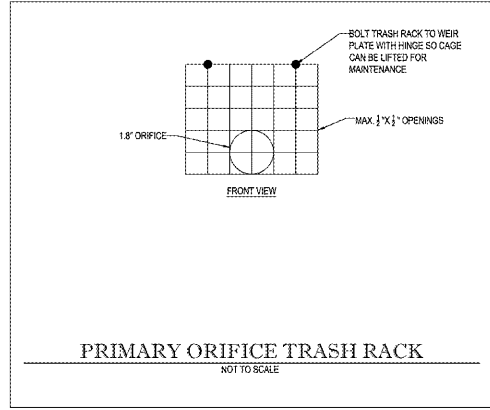 BOLT TRASH RACK TO WEIR
PLATE WITH HINGE SO CAGE
CAN BE LIFTED FOR
MAINTENANCE
MAX. ½"X ½" OPENINGS
1.8" ORIFICE
FRONT VIEW
PRIMARY ORIFICE TRASH RACK
NOT TO SCALE